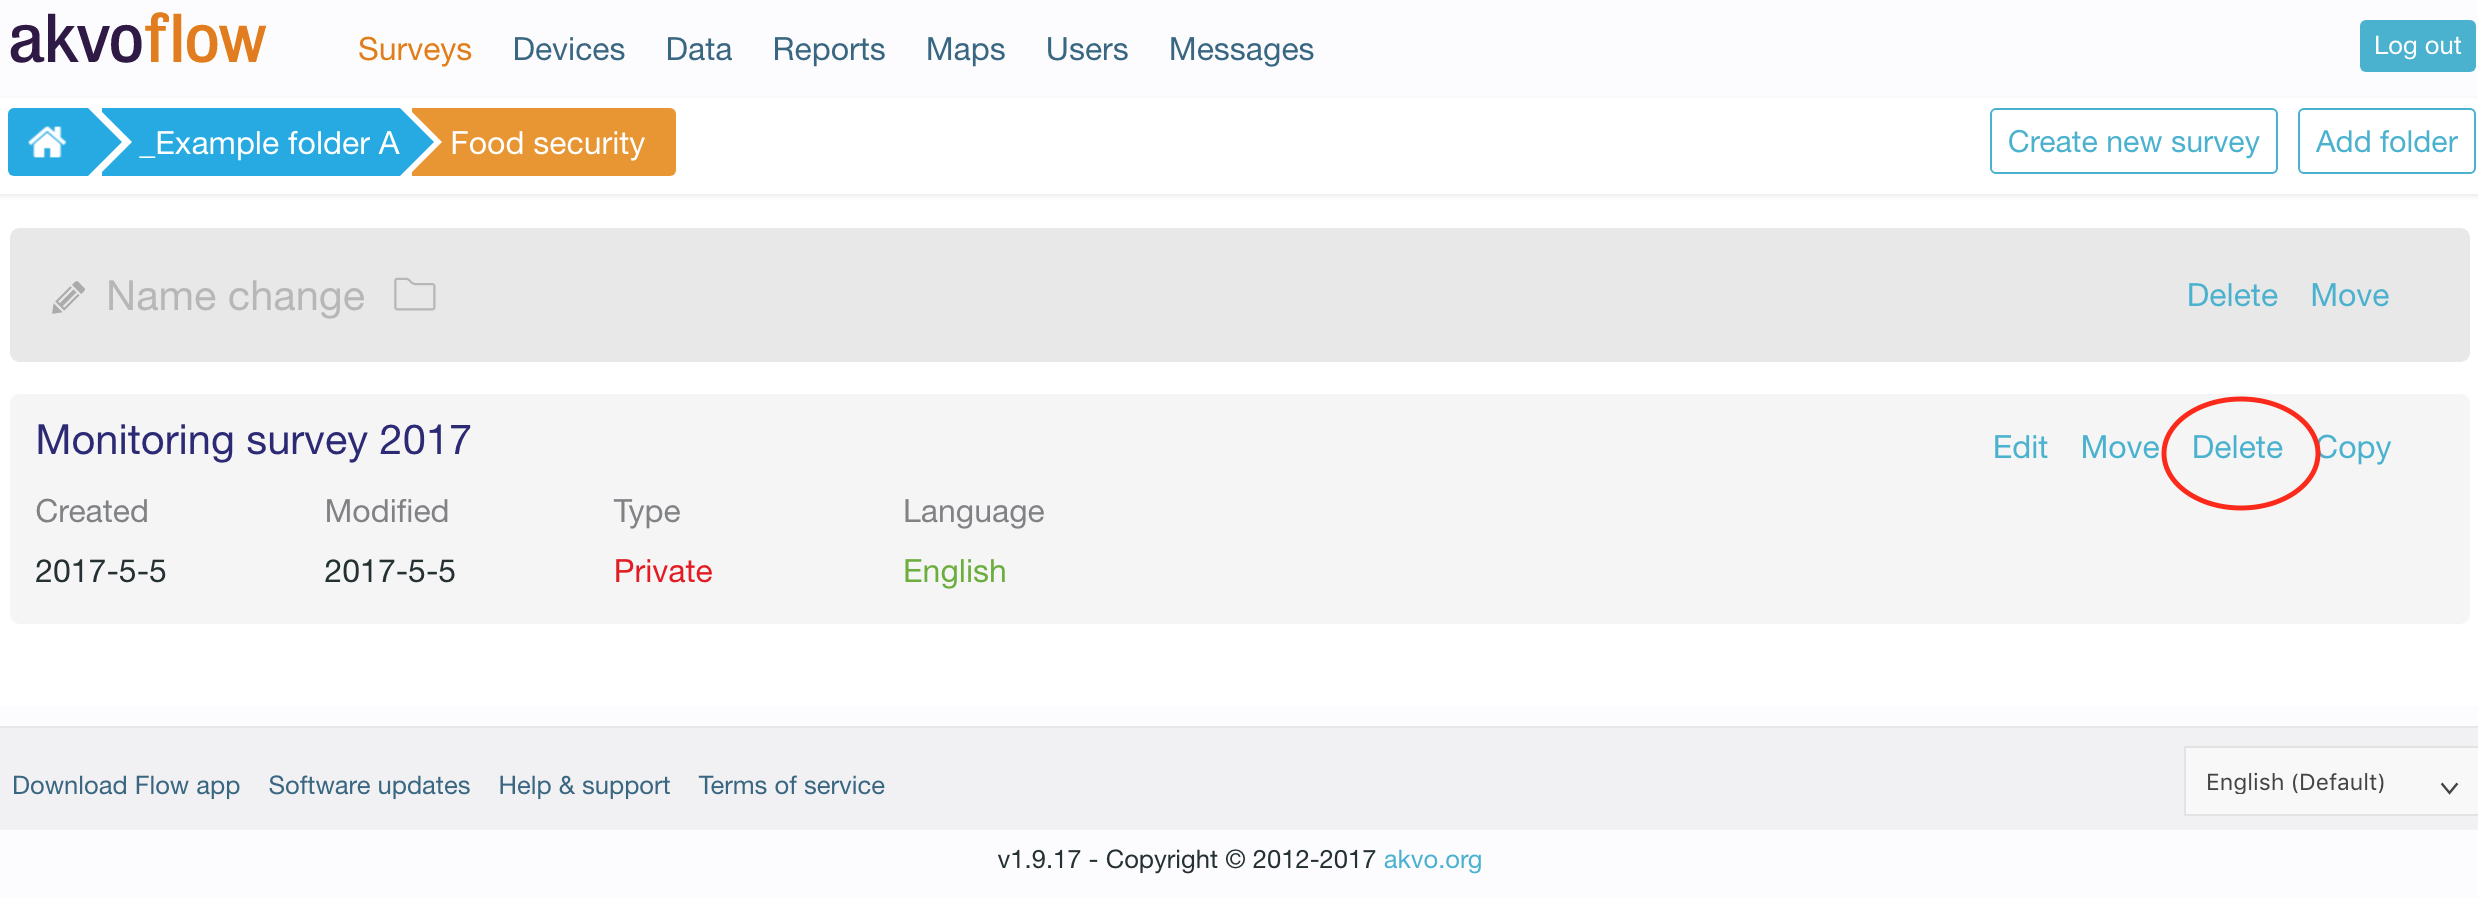 akvoflow
Surveys Devices Data Reports Maps Users Messages
Log out
_Example folder A Food security
Create new survey Add folder
Name change
Delete Move
Monitoring survey 2017
Edit Move Delete Copy
Created Modified Type Language
2017-5-5 2017-5-5 Private English
Download Flow app Software updates Help & support Terms of service
English (Default)
v1.9.17 - Copyright © 2012-2017 akvo.org